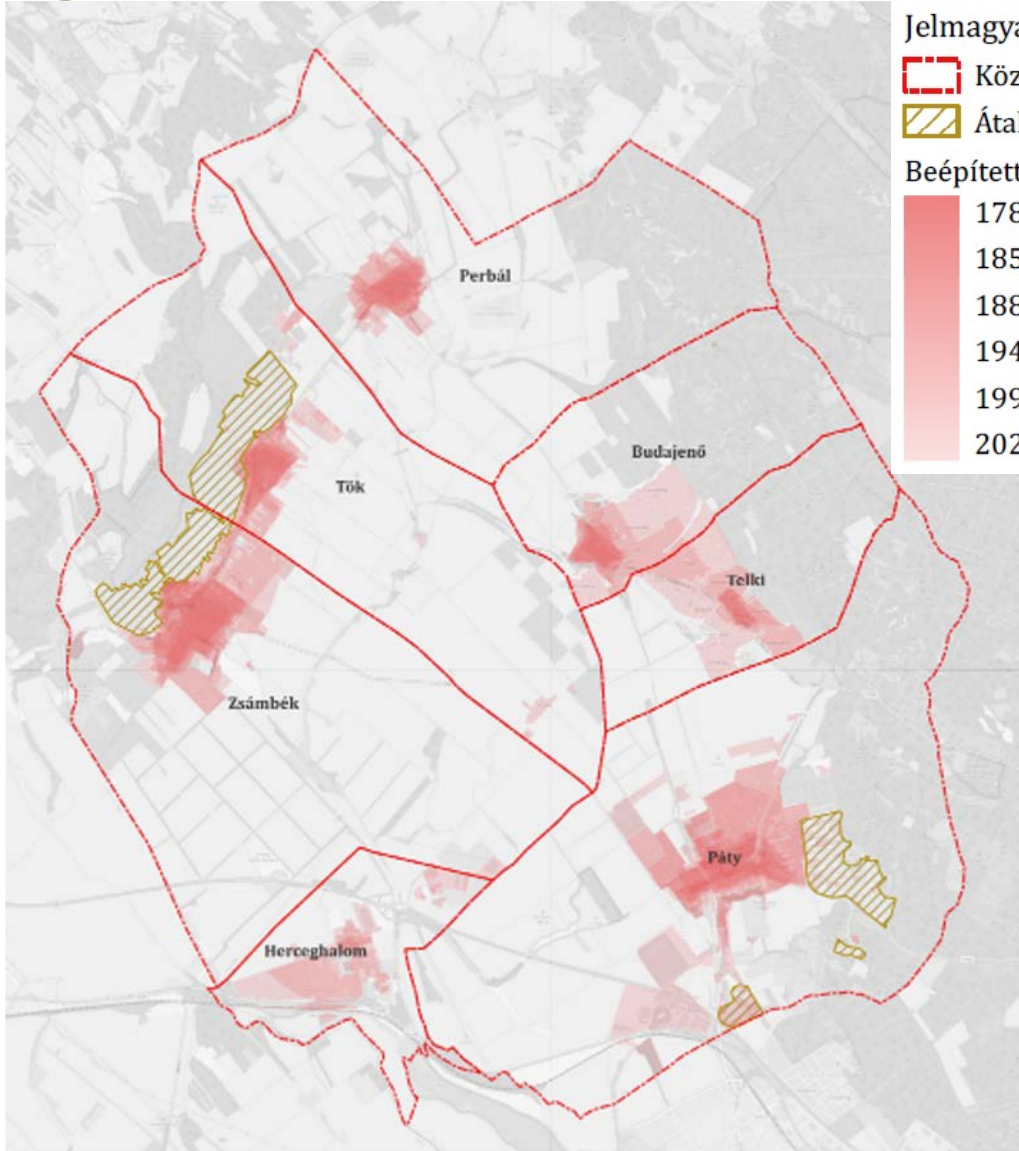 Jelmagya
Köz
Átal
Beépített
178
185
188
194
199
202
Perbál
Budajenő
Tök
Telki
Zsámbék
Páty
Herceghalom